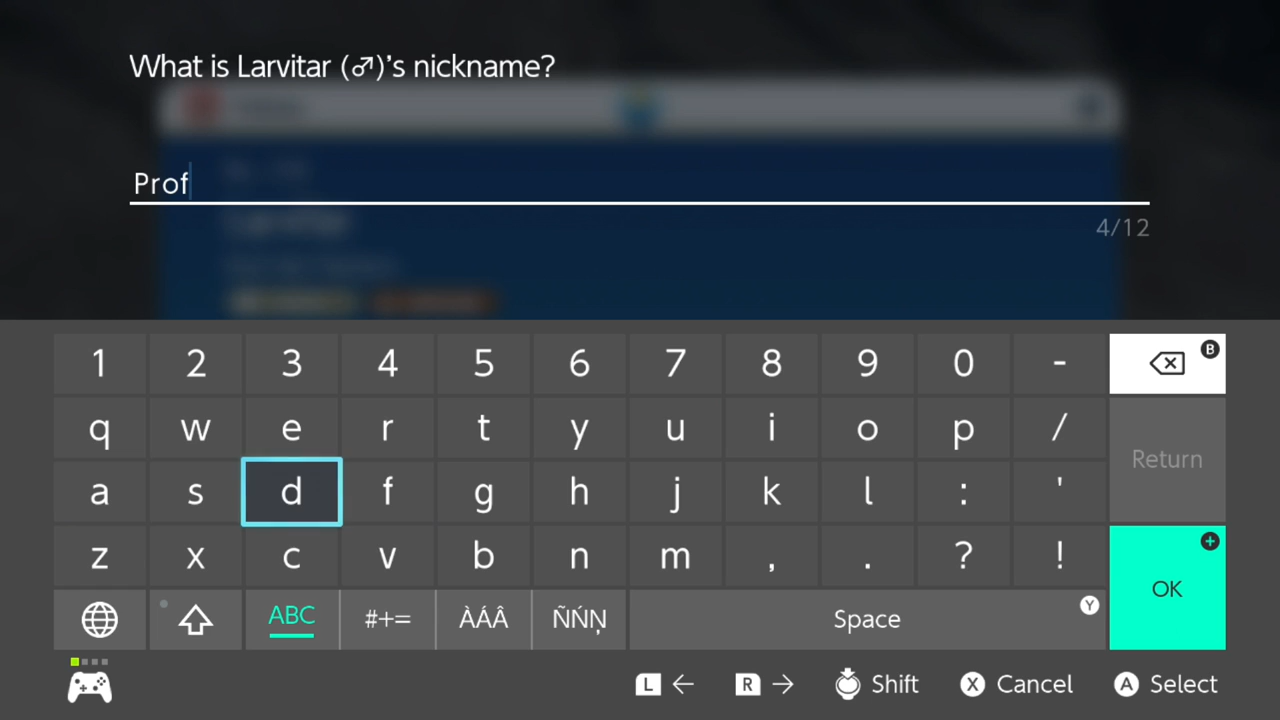 What is Larvitar (♂)'s nickname?
Prof
4/12
1 2 3 4 5 6 7 8 9 0 - B
q w e r t y u i o p /
Return
a s d f g h j k l : '
z x c v b n m , . ? ! +
OK
ABC #+= ÀÁÂ ÑŃŅ Space Y
L ← R → Shift X Cancel A Select